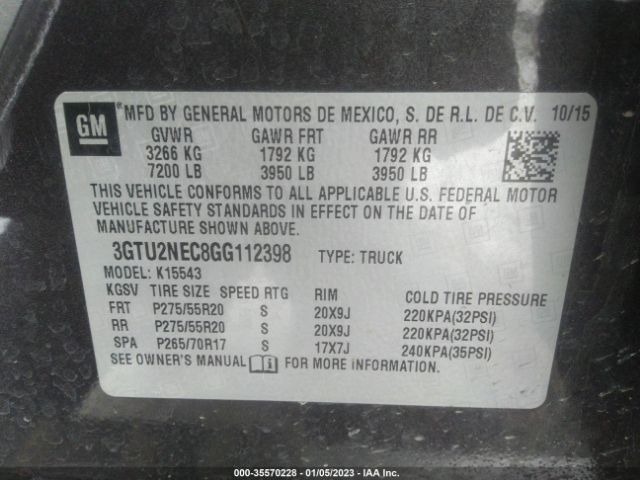 GM
MFD BY GENERAL MOTORS DE MEXICO, S. DE R.L. DE C.V. 10/15
GVWR GAWR FRT GAWR RR
3266 KG 1792 KG 1792 KG
7200 LB 3950 LB 3950 LB
THIS VEHICLE CONFORMS TO ALL APPLICABLE U.S. FEDERAL MOTOR
VEHICLE SAFETY STANDARDS IN EFFECT ON THE DATE OF
MANUFACTURE SHOWN ABOVE.
3GTU2NEC8GG112398 TYPE: TRUCK
MODEL: K15543
KGSV TIRE SIZE SPEED RTG RIM COLD TIRE PRESSURE
FRT P275/55R20 S 20X9J 220KPA(32PSI)
RR P275/55R20 S 20X9J 220KPA(32PSI)
SPA P265/70R17 S 17X7J 240KPA(35PSI)
SEE OWNER'S MANUAL FOR MORE INFORMATION.
000-35570228 - 01/05/2023 - IAA Inc.